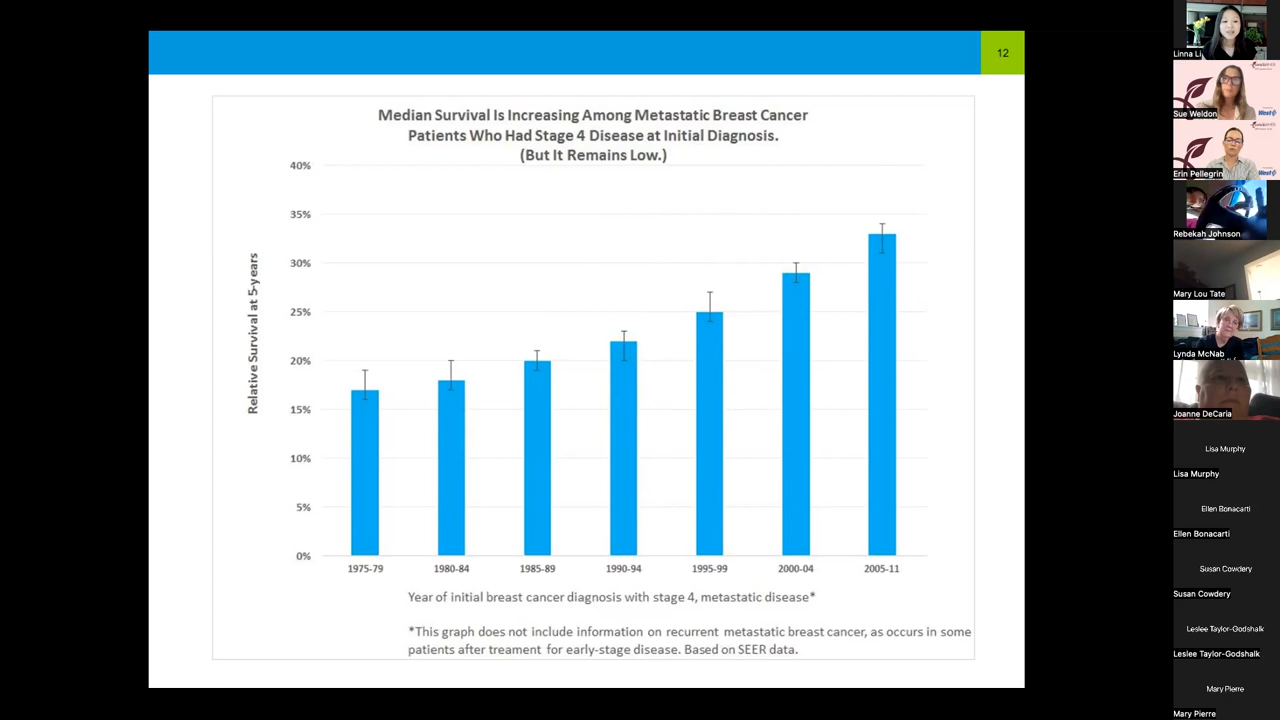 12
Median Survival Is Increasing Among Metastatic Breast Cancer
Patients Who Had Stage 4 Disease at Initial Diagnosis.
(But It Remains Low.)
40%
35%
30%
25%
20%
15%
10%
5%
0%
Relative Survival at 5-years
1975-79
1980-84
1985-89
1990-94
1995-99
2000-04
2005-11
Year of initial breast cancer diagnosis with stage 4, metastatic disease*
*This graph does not include information on recurrent metastatic breast cancer, as occurs in some
patients after treament for early-stage disease. Based on SEER data.
Linna Li
Sue Weldon
West
Erin Pellegrin
West
Rebekah Johnson
Mary Lou Tate
Lynda McNab
Joanne DeCaria
Lisa Murphy
Lisa Murphy
Ellen Bonacarti
Ellen Bonacarti
Susan Cowdery
Susan Cowdery
Leslee Taylor-Godshalk
Leslee Taylor-Godshalk
Mary Pierre
Mary Pierre